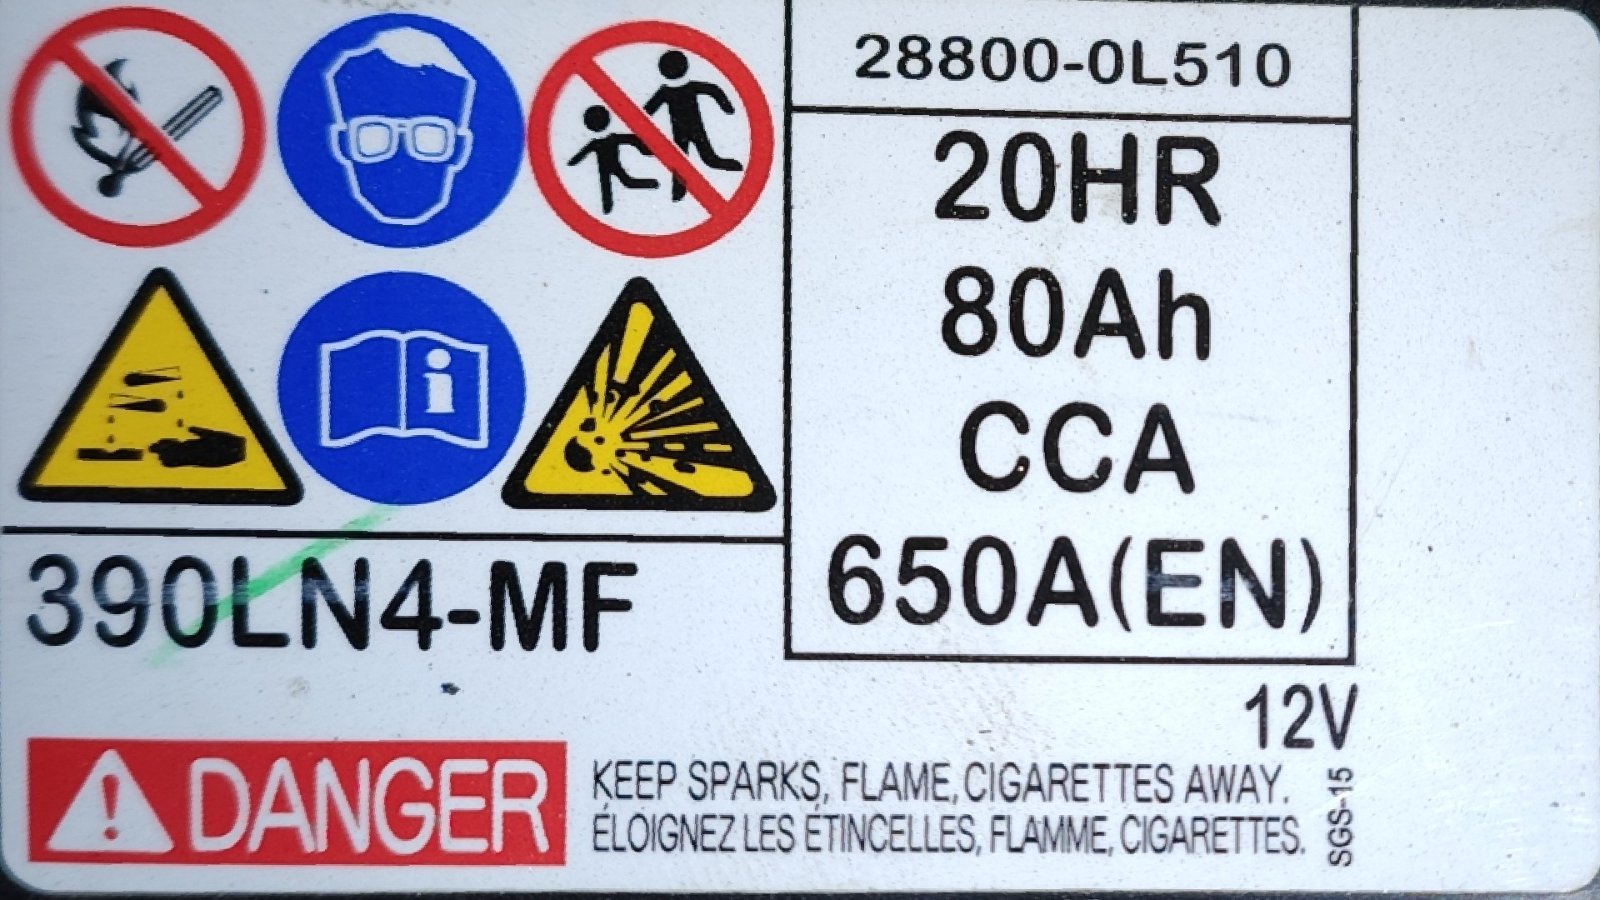 28800-0L510
20HR
80Ah
CCA
650A(EN)
390LN4-MF
12V
DANGER
KEEP SPARKS, FLAME, CIGARETTES AWAY.
ÉLOIGNEZ LES ÉTINCELLES, FLAMME, CIGARETTES.
SGS-15